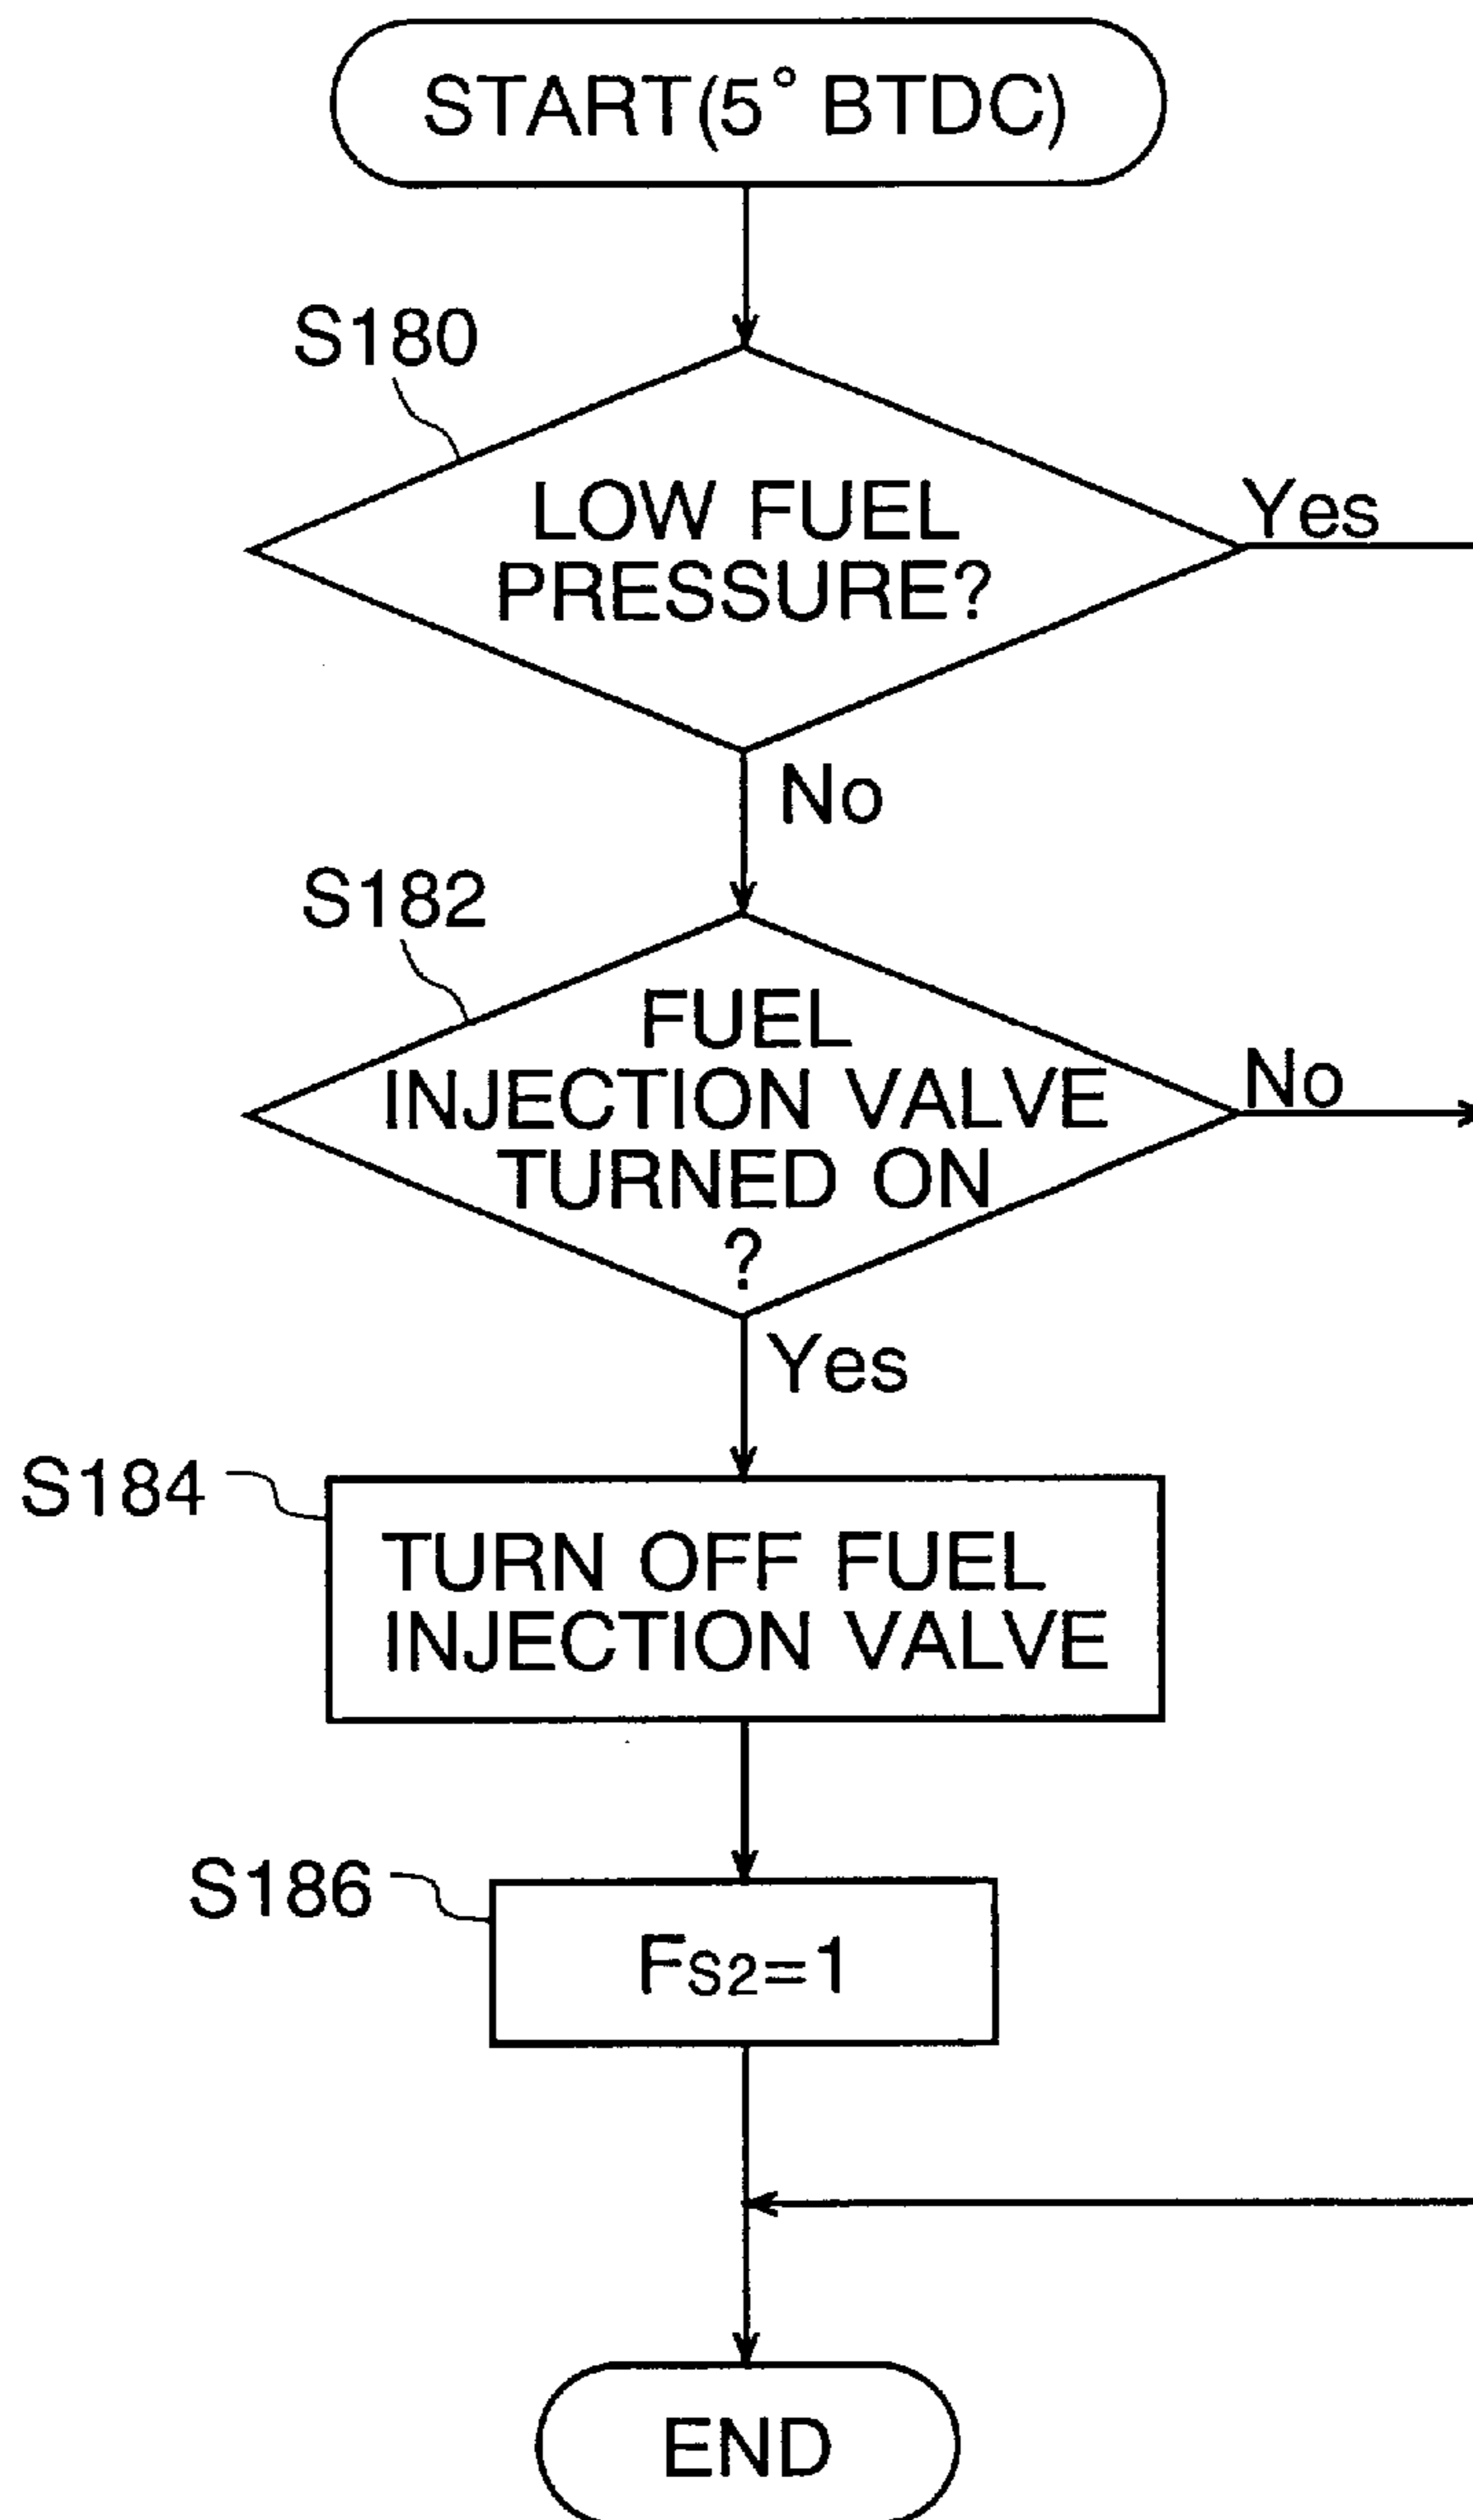 START(5° BTDC)
S180
LOW FUEL
PRESSURE?
Yes
No
S182
FUEL
INJECTION VALVE
TURNED ON
?
No
Yes
S184
TURN OFF FUEL
INJECTION VALVE
S186
Fs2=1
END